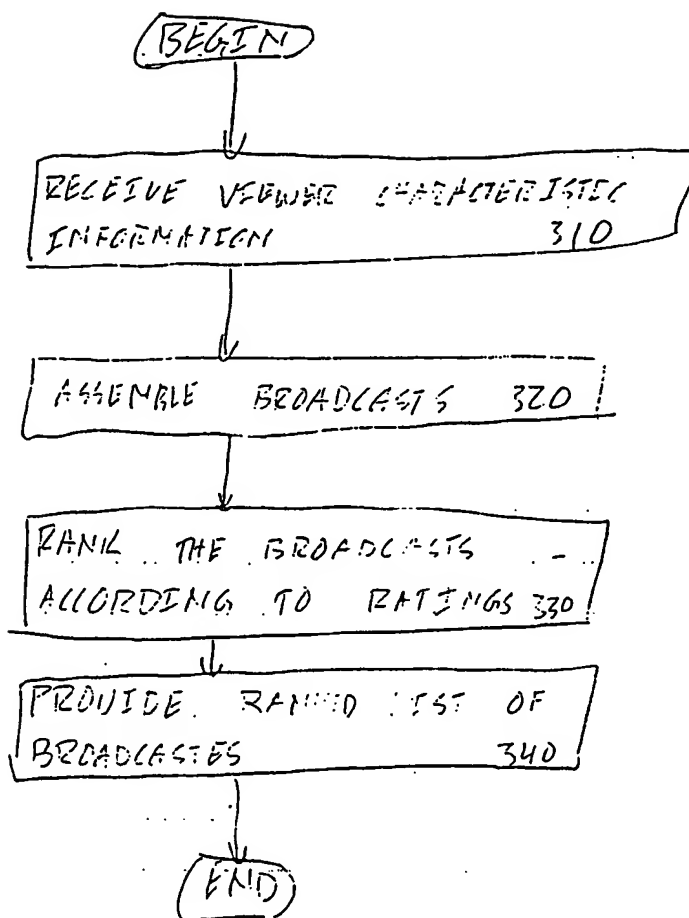 BEGIN
RECEIVE VIEWER CHARACTERISTIC
INFORMATION 310
ASSEMBLE BROADCASTS 320
RANK THE BROADCASTS
ACCORDING TO RATINGS 330
PROVIDE RANKED LIST OF
BROADCASTES 340
END